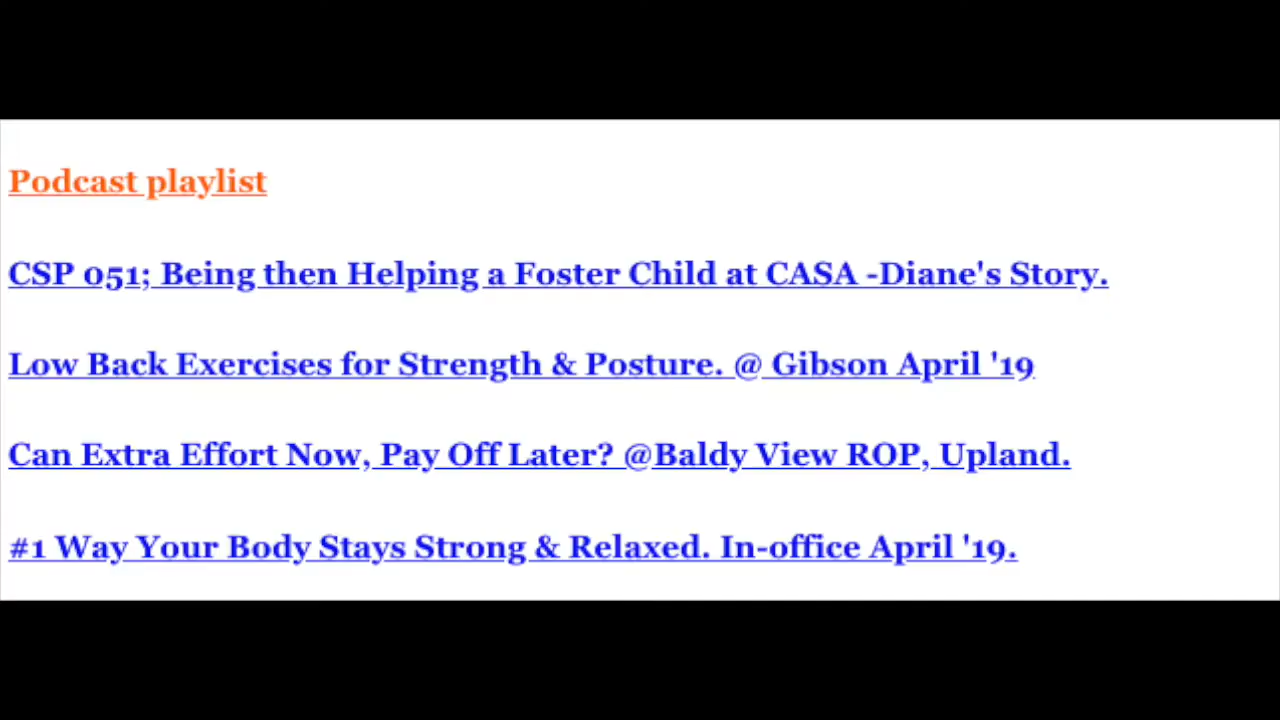 Podcast playlist
CSP 051; Being then Helping a Foster Child at CASA -Diane's Story.
Low Back Exercises for Strength & Posture. @ Gibson April '19
Can Extra Effort Now, Pay Off Later? @Baldy View ROP, Upland.
#1 Way Your Body Stays Strong & Relaxed. In-office April '19.